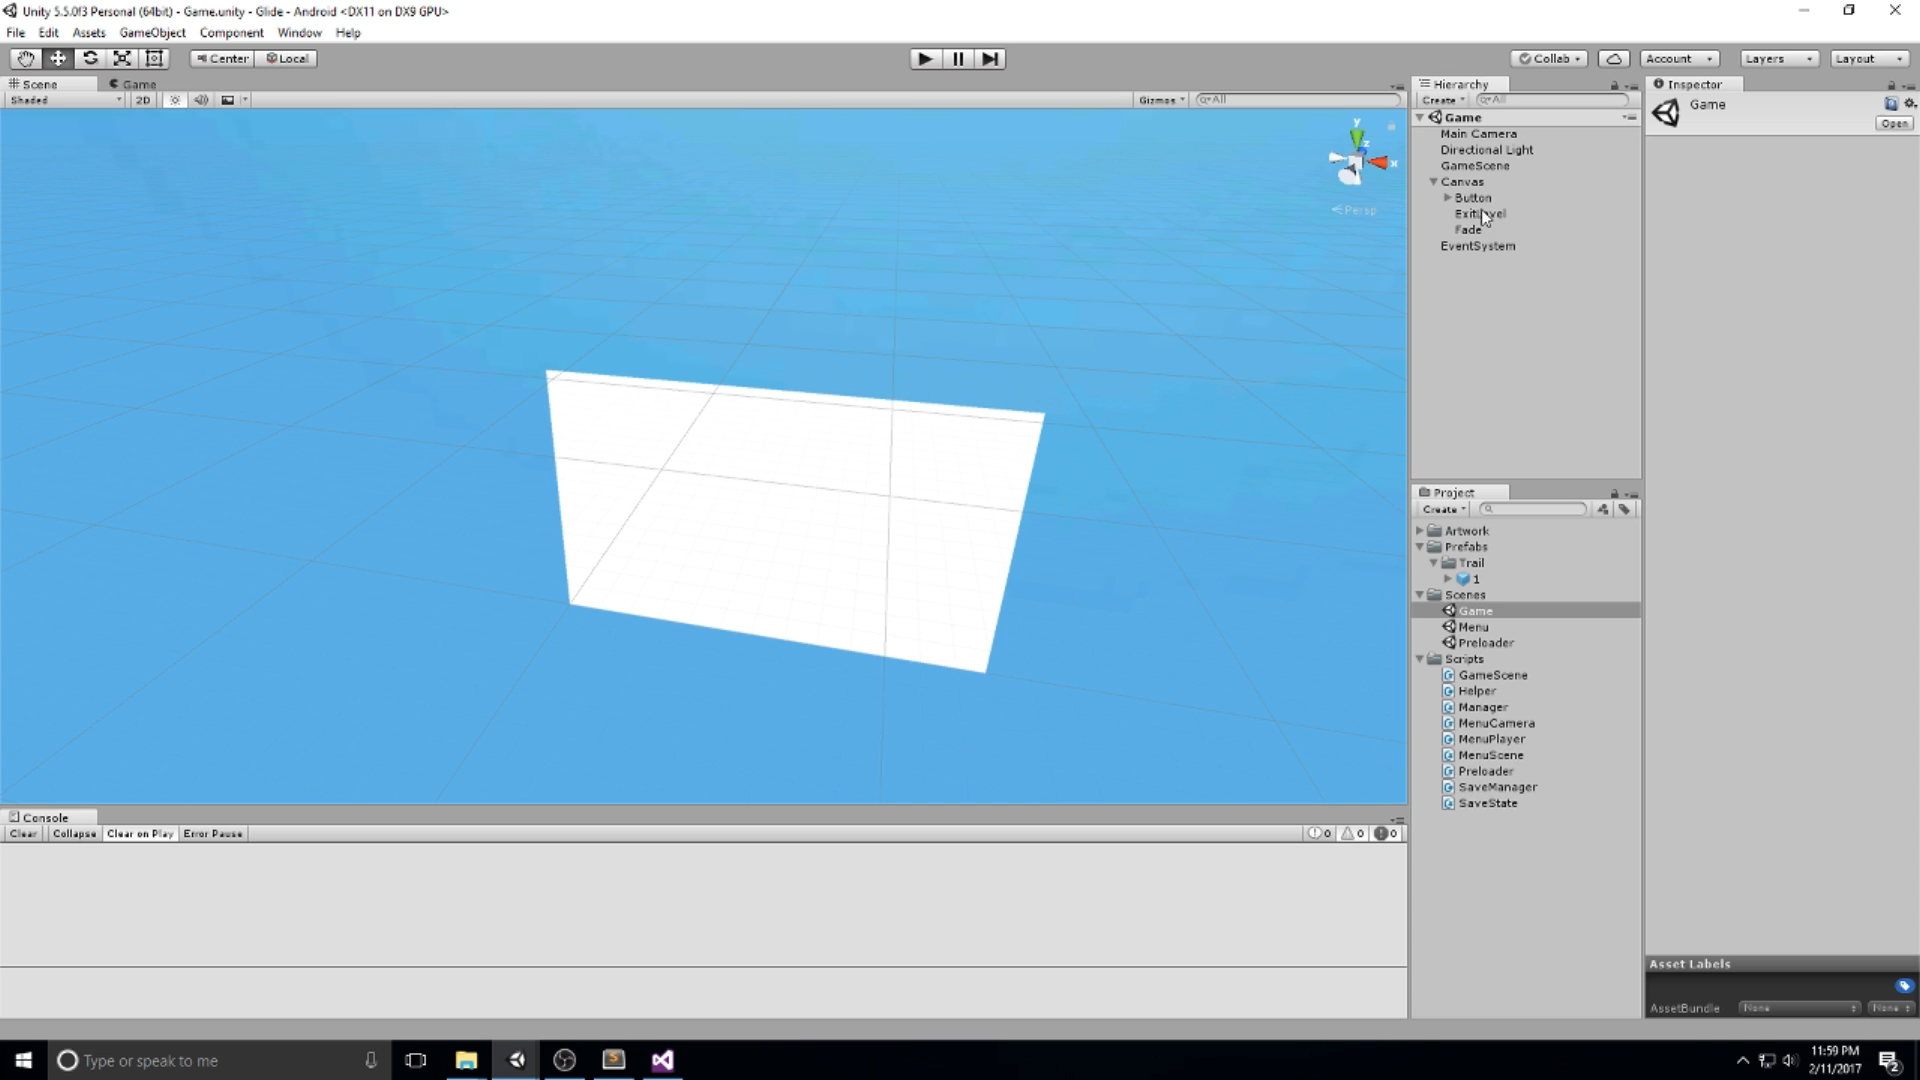 Unity 5.5.0f3 Personal (64bit) - Game.unity - Glide - Android <DX11 on DX9 GPU>
File Edit Assets GameObject Component Window Help
Center Local Collab Account Layers Layout
Scene Game
Shaded 2D Gizmos All
y
z
x
Persp
Console
Clear Collapse Clear on Play Error Pause 0 0 0
Hierarchy
Create All
Game
Main Camera
Directional Light
GameScene
Canvas
Button
ExitLevel
Fade
EventSystem
Project
Create
Artwork
Prefabs
Trail
1
Scenes
Game
Menu
Preloader
Scripts
GameScene
Helper
Manager
MenuCamera
MenuPlayer
MenuScene
Preloader
SaveManager
SaveState
Inspector
Game
Open
Asset Labels
AssetBundle None None
Type or speak to me
11:59 PM
2/11/2017
2